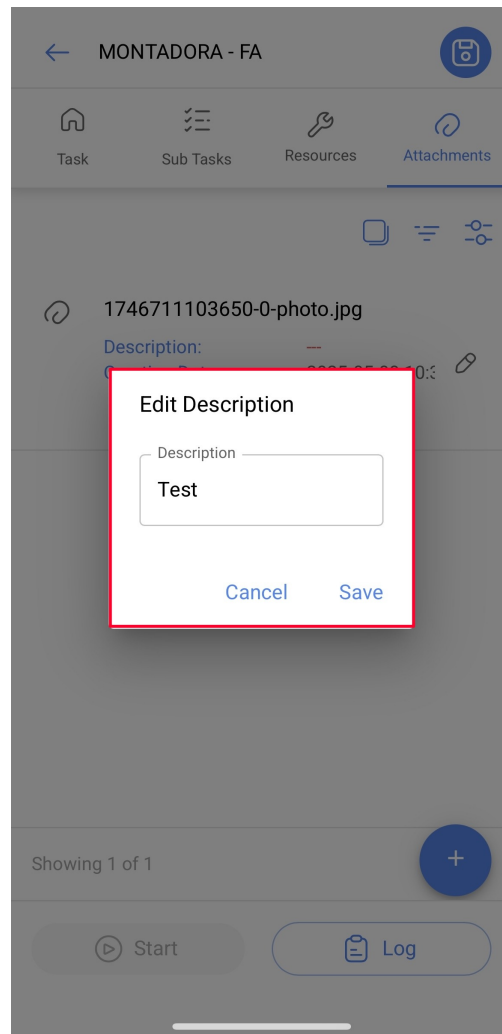 MONTADORA - FA
Task
Sub Tasks
Resources
Attachments
1746711103650-0-photo.jpg
Description:
---
Edit Description
Description
Test
Cancel
Save
Showing 1 of 1
+
Start
Log